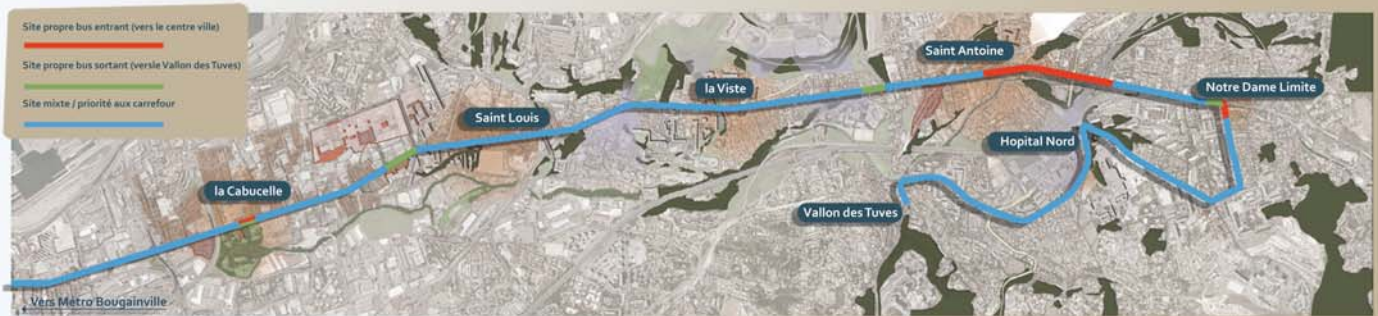 Site propre bus entrant (vers le centre ville)
Site propre bus sortant (versle Vallon des Tuves)
Site mixte / priorité aux carrefour
Saint Antoine
la Viste
Notre Dame Limite
Saint Louis
Hopital Nord
la Cabucelle
Vallon des Tuves
Vers Métro Bougainville